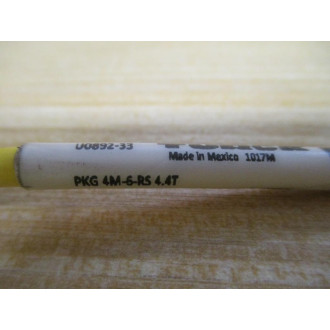 U0892-33
Made in Mexico 1017M
PKG 4M-6-RS 4.4T